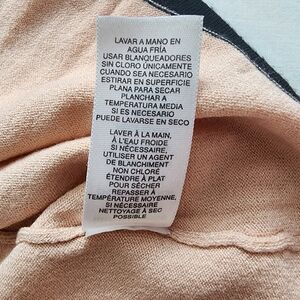 LAVAR A MANO EN
AGUA FRÍA
USAR BLANQUEADORES
SIN CLORO ÚNICAMENTE
CUANDO SEA NECESARIO
ESTIRAR EN SUPERFICIE
PLANA PARA SECAR
PLANCHAR A
TEMPERATURA MEDIA
SI ES NECESARIO
PUEDE LAVARSE EN SECO
LAVER À LA MAIN,
À L'EAU FROIDE
SI NÉCESSAIRE,
UTILISER UN AGENT
DE BLANCHIMENT
NON CHLORÉ
ÉTENDRE À PLAT
POUR SÉCHER
REPASSER À
TEMPÉRATURE MOYENNE,
SI NÉCESSAIRE
NETTOYAGE À SEC
POSSIBLE